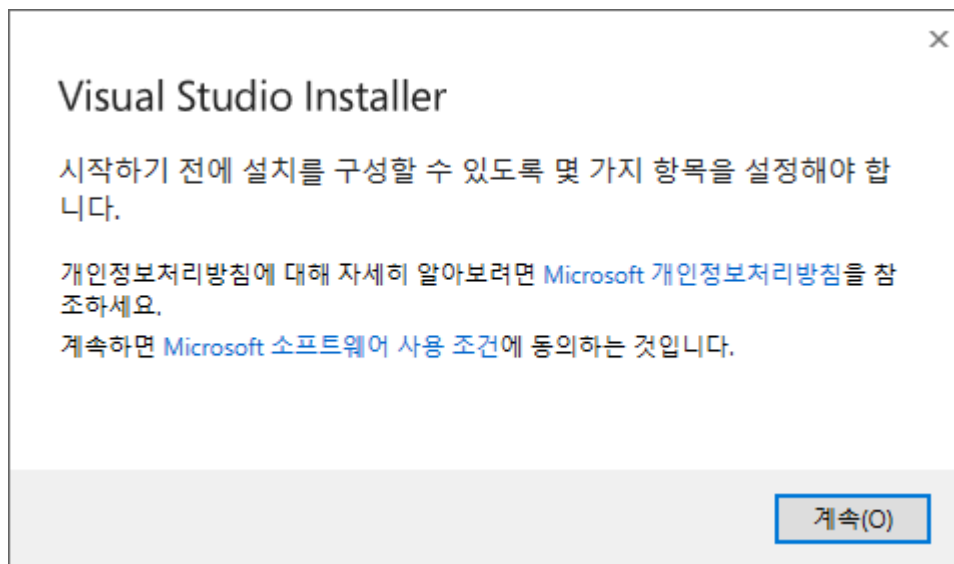 Visual Studio Installer
시작하기 전에 설치를 구성할 수 있도록 몇 가지 항목을 설정해야 합
니다.
개인정보처리방침에 대해 자세히 알아보려면 Microsoft 개인정보처리방침을 참
조하세요.
계속하면 Microsoft 소프트웨어 사용 조건에 동의하는 것입니다.
계속(O)